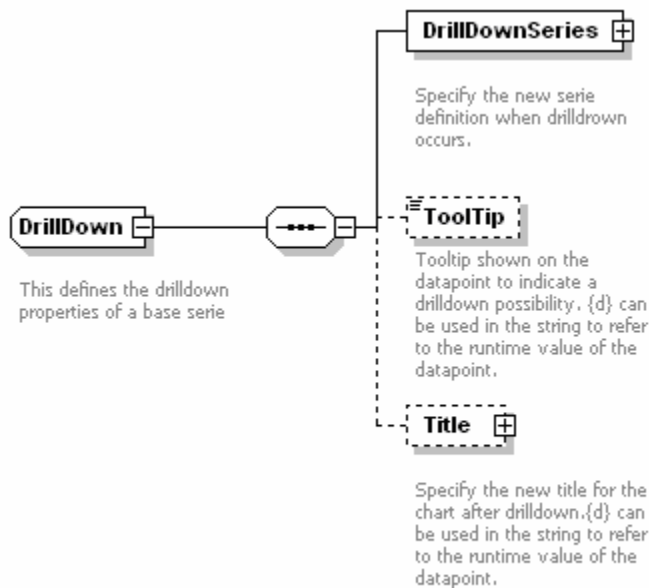 DrillDownSeries
Specify the new serie
definition when drilldrown
occurs.
DrillDown
This defines the drilldown
properties of a base serie
ToolTip
Tooltip shown on the
datapoint to indicate a
drilldown possibility. {d} can
be used in the string to refer
to the runtime value of the
datapoint.
Title
Specify the new title for the
chart after drilldown.{d} can
be used in the string to refer
to the runtime value of the
datapoint.